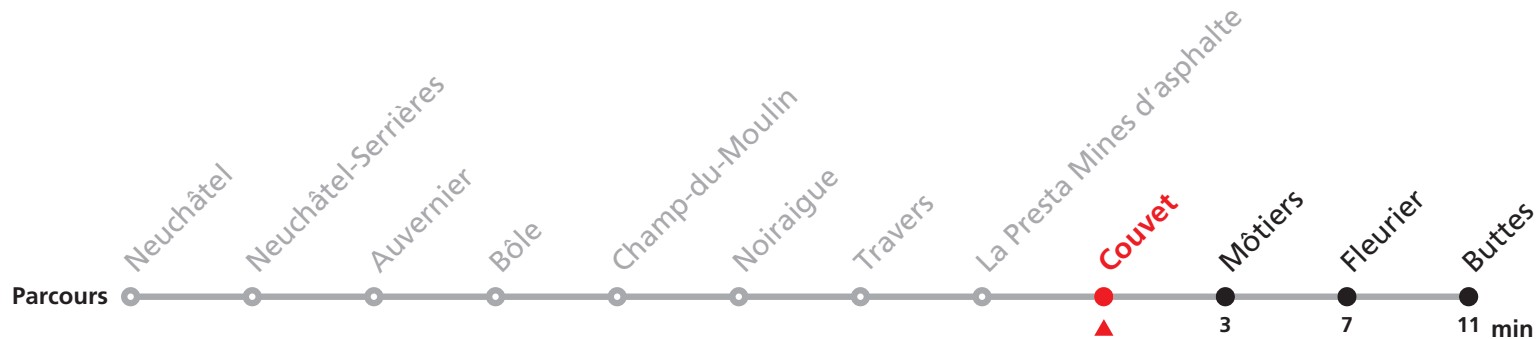 Neuchâtel
Neuchâtel-Serrières
Auvernier
Bôle
Champ-du-Moulin
Noiraigue
Travers
La Presta Mines d'asphalte
Couvet
Môtiers
Fleurier
Buttes
Parcours
3 7 11 min